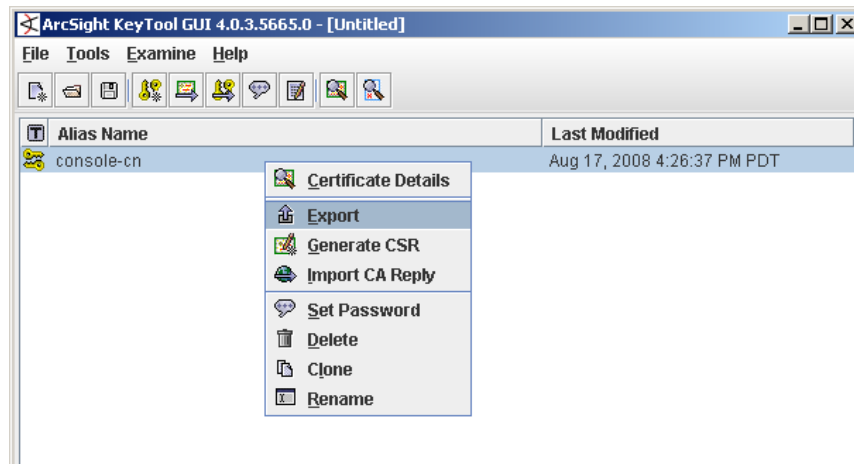 ArcSight KeyTool GUI 4.0.3.5665.0 - [Untitled]
File Tools Examine Help
T Alias Name Last Modified
console-cn Aug 17, 2008 4:26:37 PM PDT
Certificate Details
Export
Generate CSR
Import CA Reply
Set Password
Delete
Clone
Rename